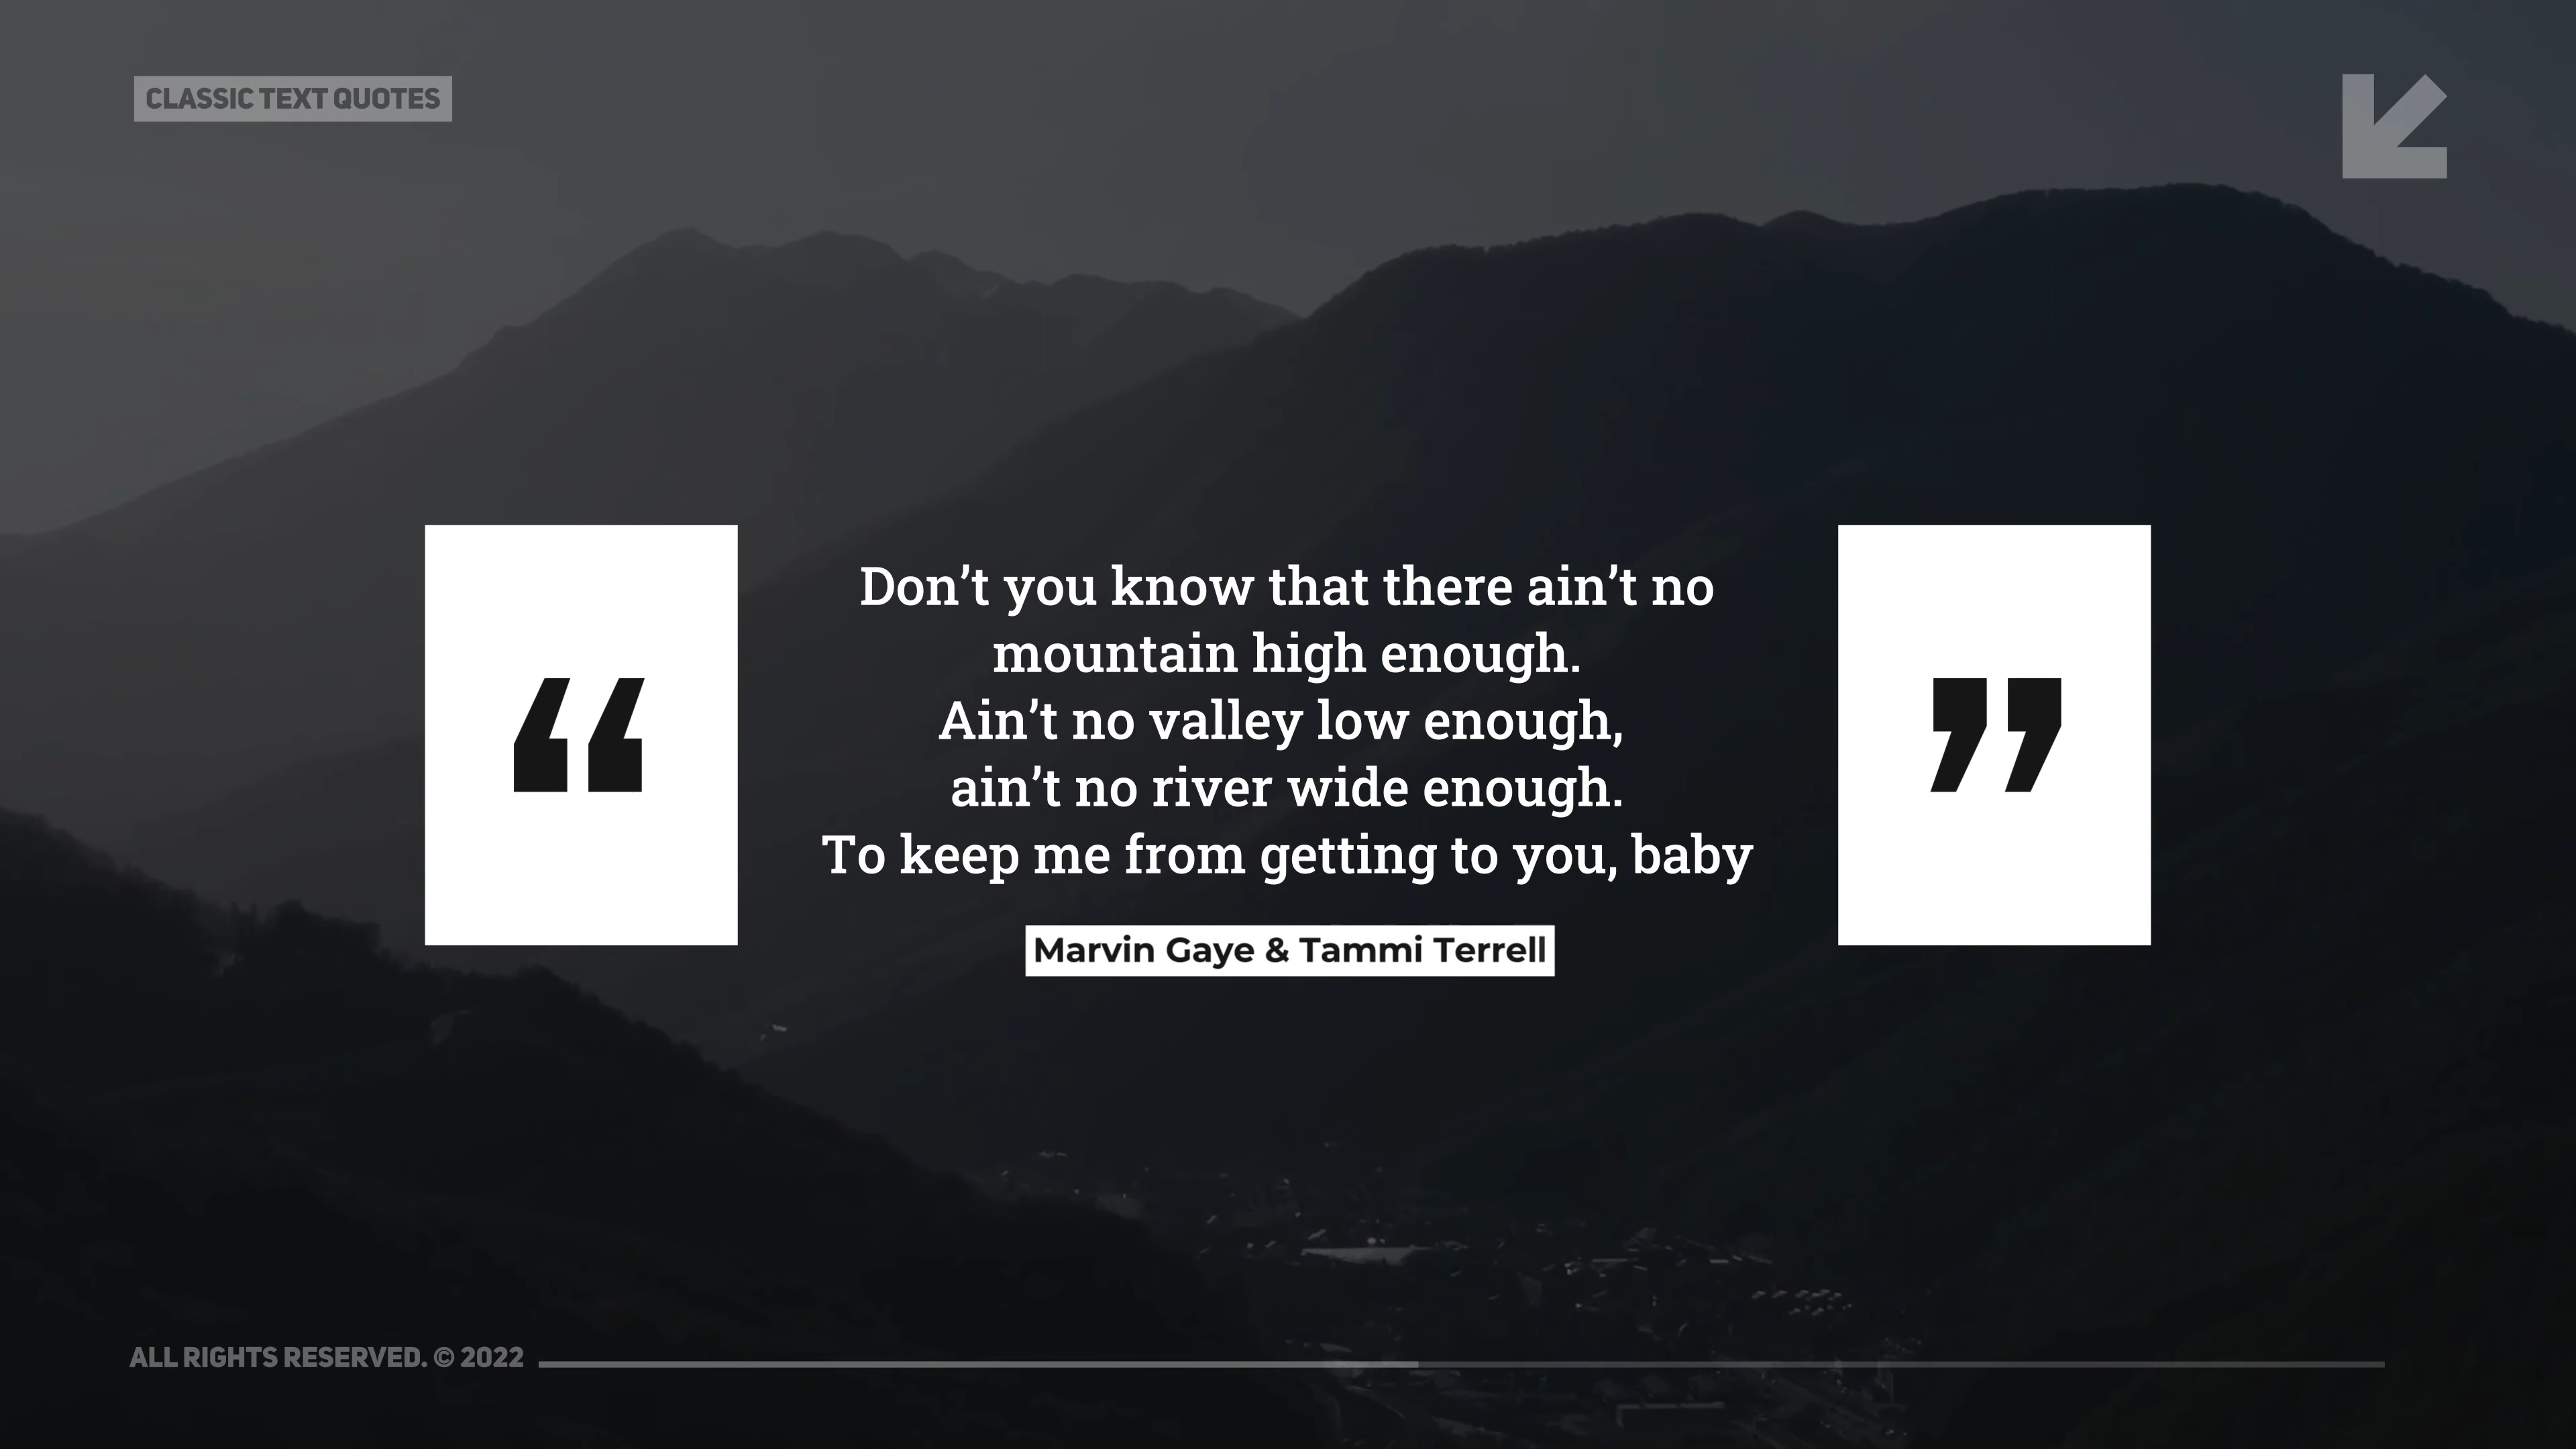 CLASSIC TEXT QUOTES
“
Don’t you know that there ain’t no
mountain high enough.
Ain’t no valley low enough,
ain’t no river wide enough.
To keep me from getting to you, baby
”
Marvin Gaye & Tammi Terrell
ALL RIGHTS RESERVED. © 2022